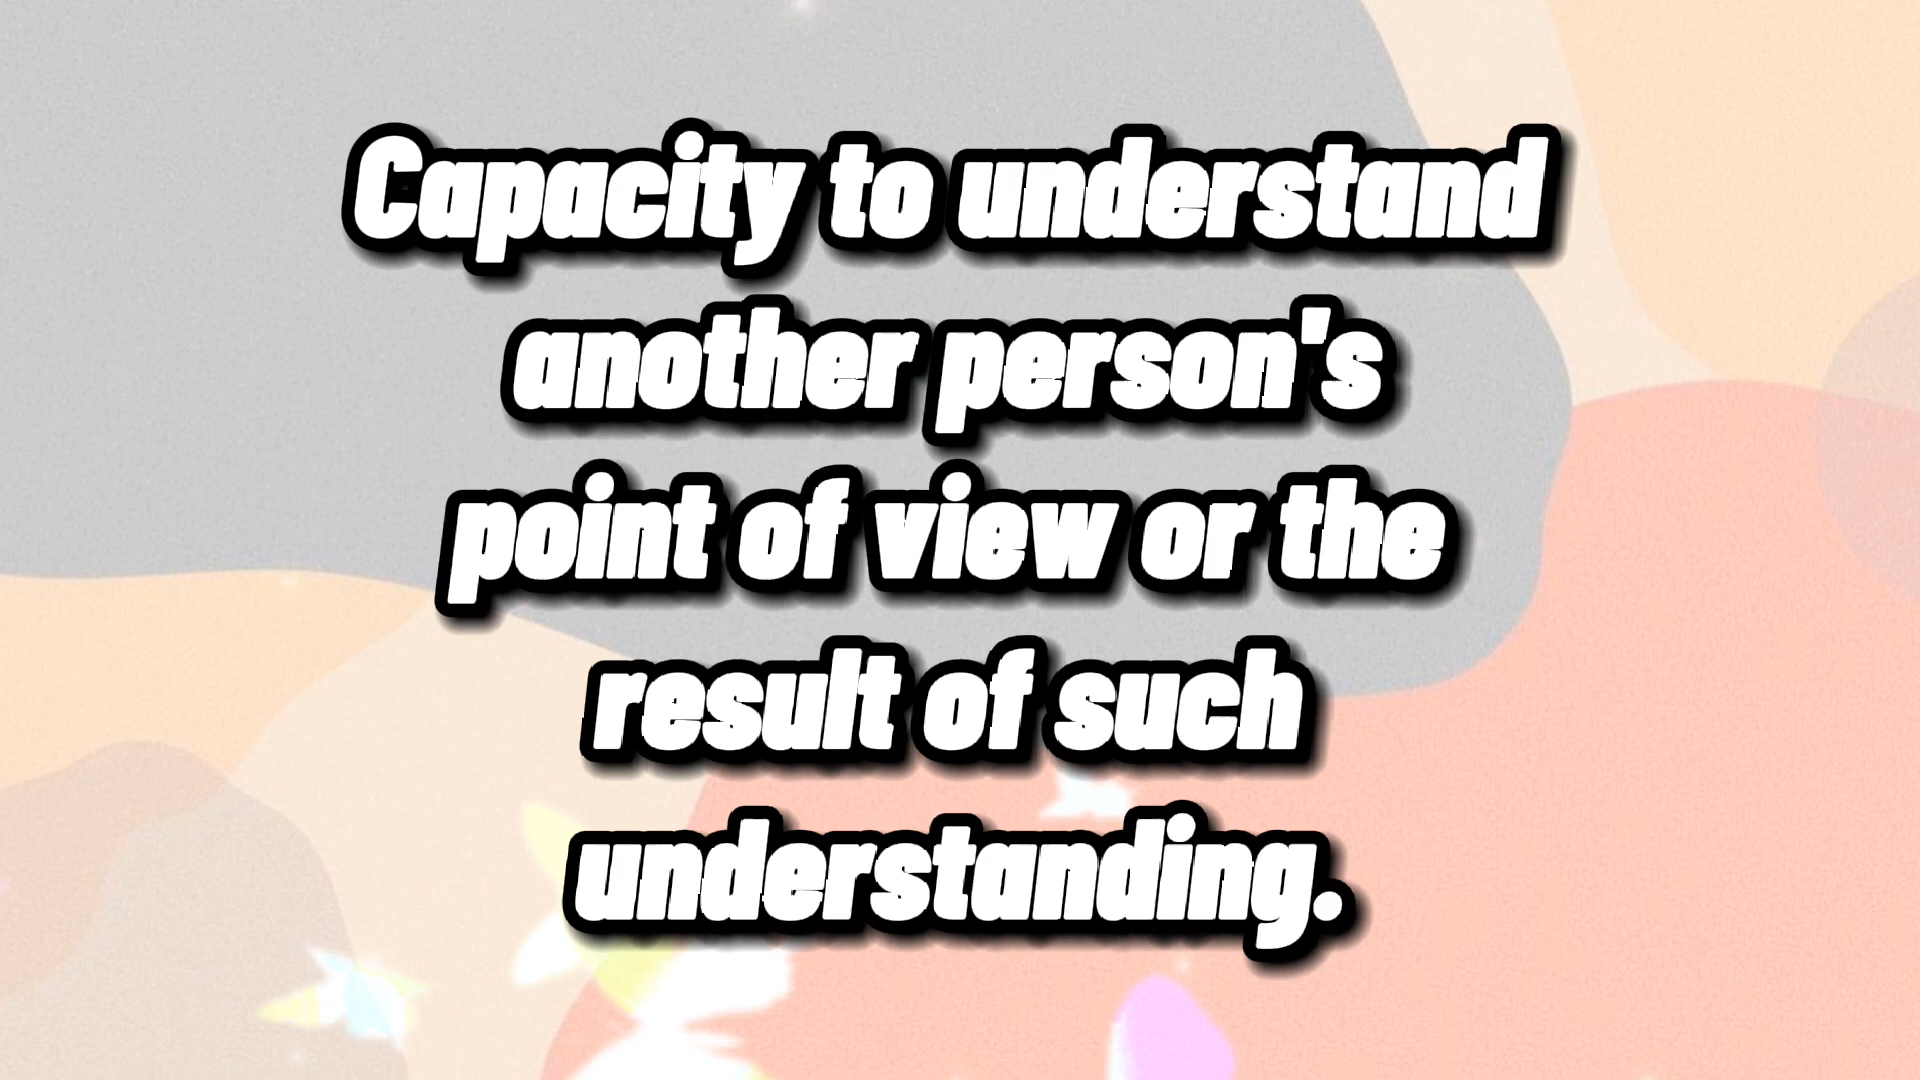 Capacity to understand
another person's
point of view or the
result of such
understanding.